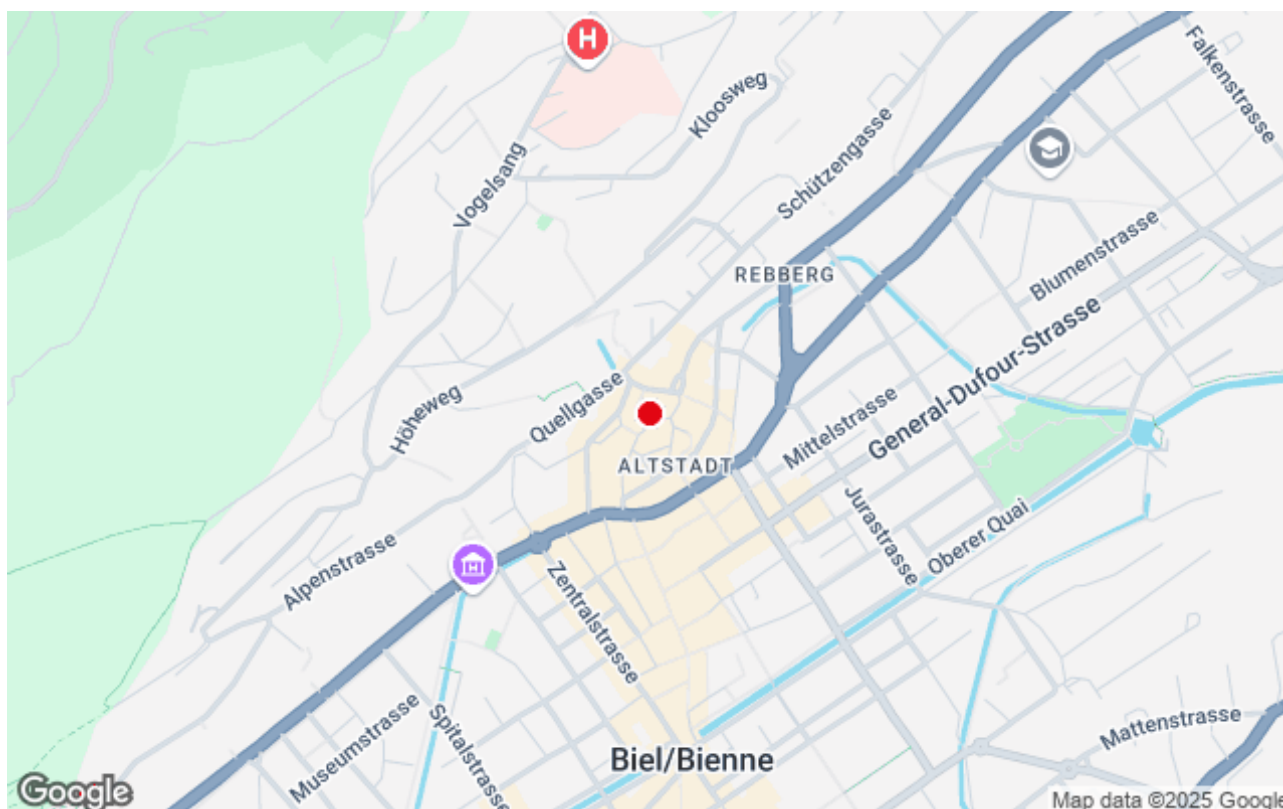 H
Falkenstrasse
Kloosweg
Vogelsang
Schützengasse
REBBERG
Blumenstrasse
General-Dufour-Strasse
Höheweg
Quellgasse
Mittelstrasse
ALTSTADT
Jurastrasse
Oberer Quai
Alpenstrasse
Zentralstrasse
Museumstrasse
Spitalstrasse
Mattenstrasse
Biel/Bienne
Google
Map data ©2025 Google